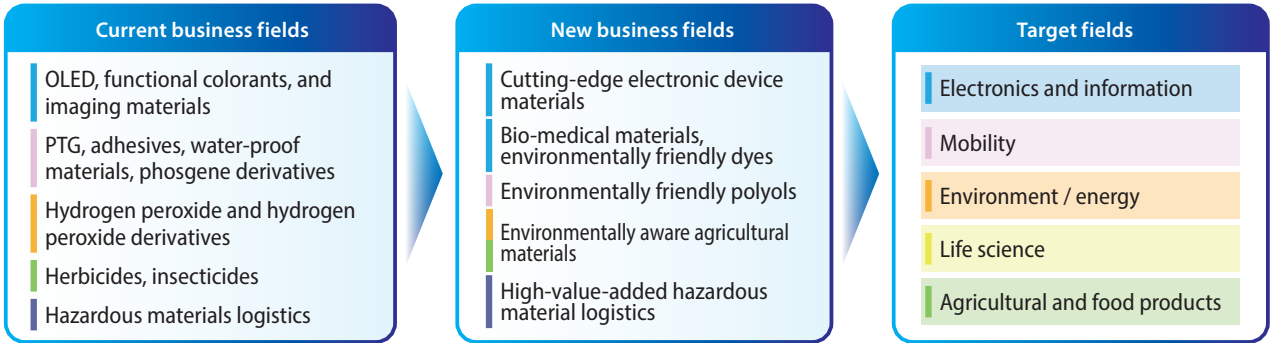 Current business fields
OLED, functional colorants, and
imaging materials
PTG, adhesives, water-proof
materials, phosgene derivatives
Hydrogen peroxide and hydrogen
peroxide derivatives
Herbicides, insecticides
Hazardous materials logistics
New business fields
Cutting-edge electronic device
materials
Bio-medical materials,
environmentally friendly dyes
Environmentally friendly polyols
Environmentally aware agricultural
materials
High-value-added hazardous
material logistics
Target fields
Electronics and information
Mobility
Environment / energy
Life science
Agricultural and food products